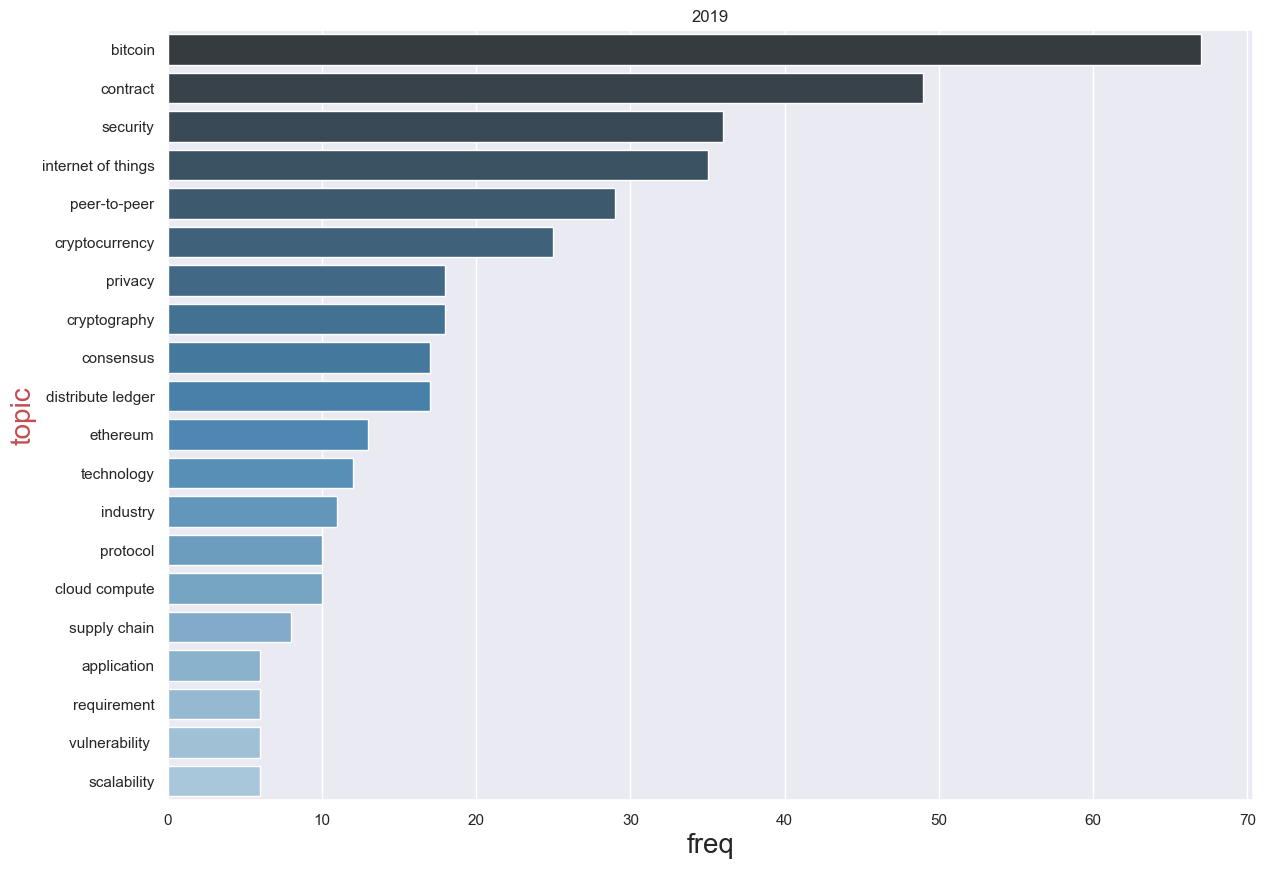 2019
bitcoin
contract
security
internet of things
peer-to-peer
cryptocurrency
privacy
cryptography
consensus
distribute ledger
ethereum
technology
industry
protocol
cloud compute
supply chain
application
requirement
vulnerability
scalability
topic
0 10 20 30 40 50 60 70
freq